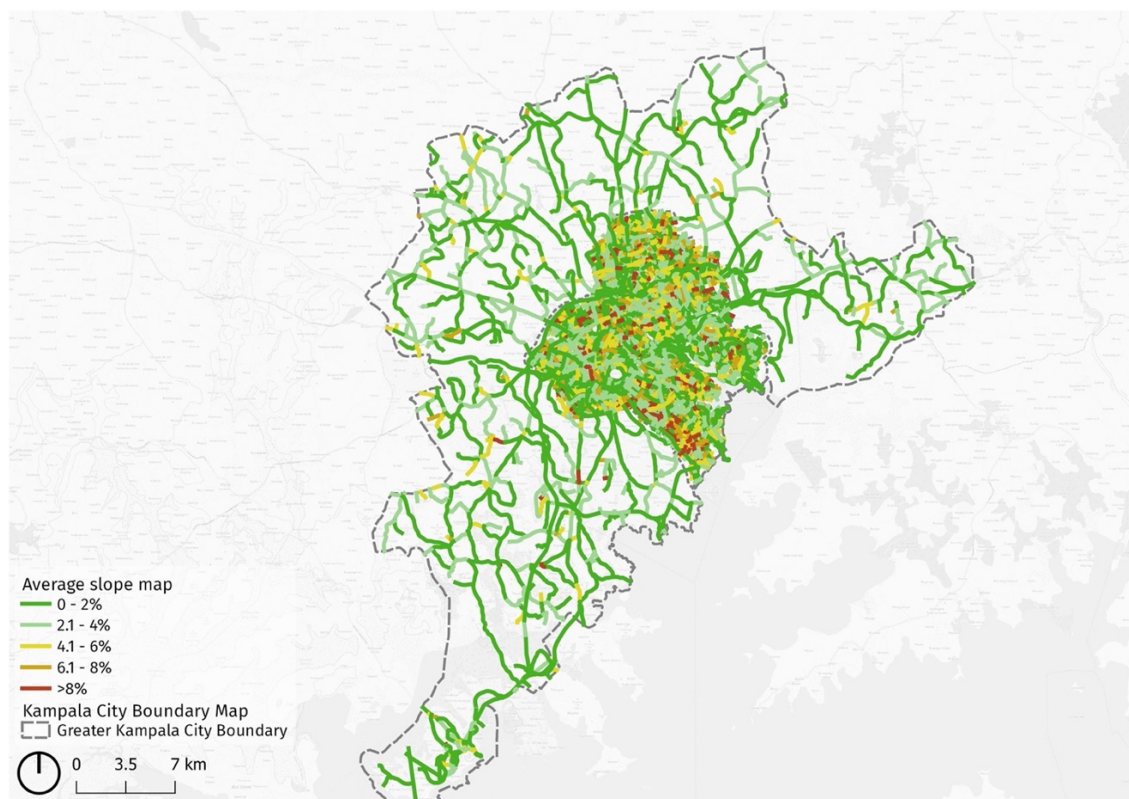 Average slope map
0 - 2%
2.1 - 4%
4.1 - 6%
6.1 - 8%
>8%
Kampala City Boundary Map
Greater Kampala City Boundary
0 3.5 7 km